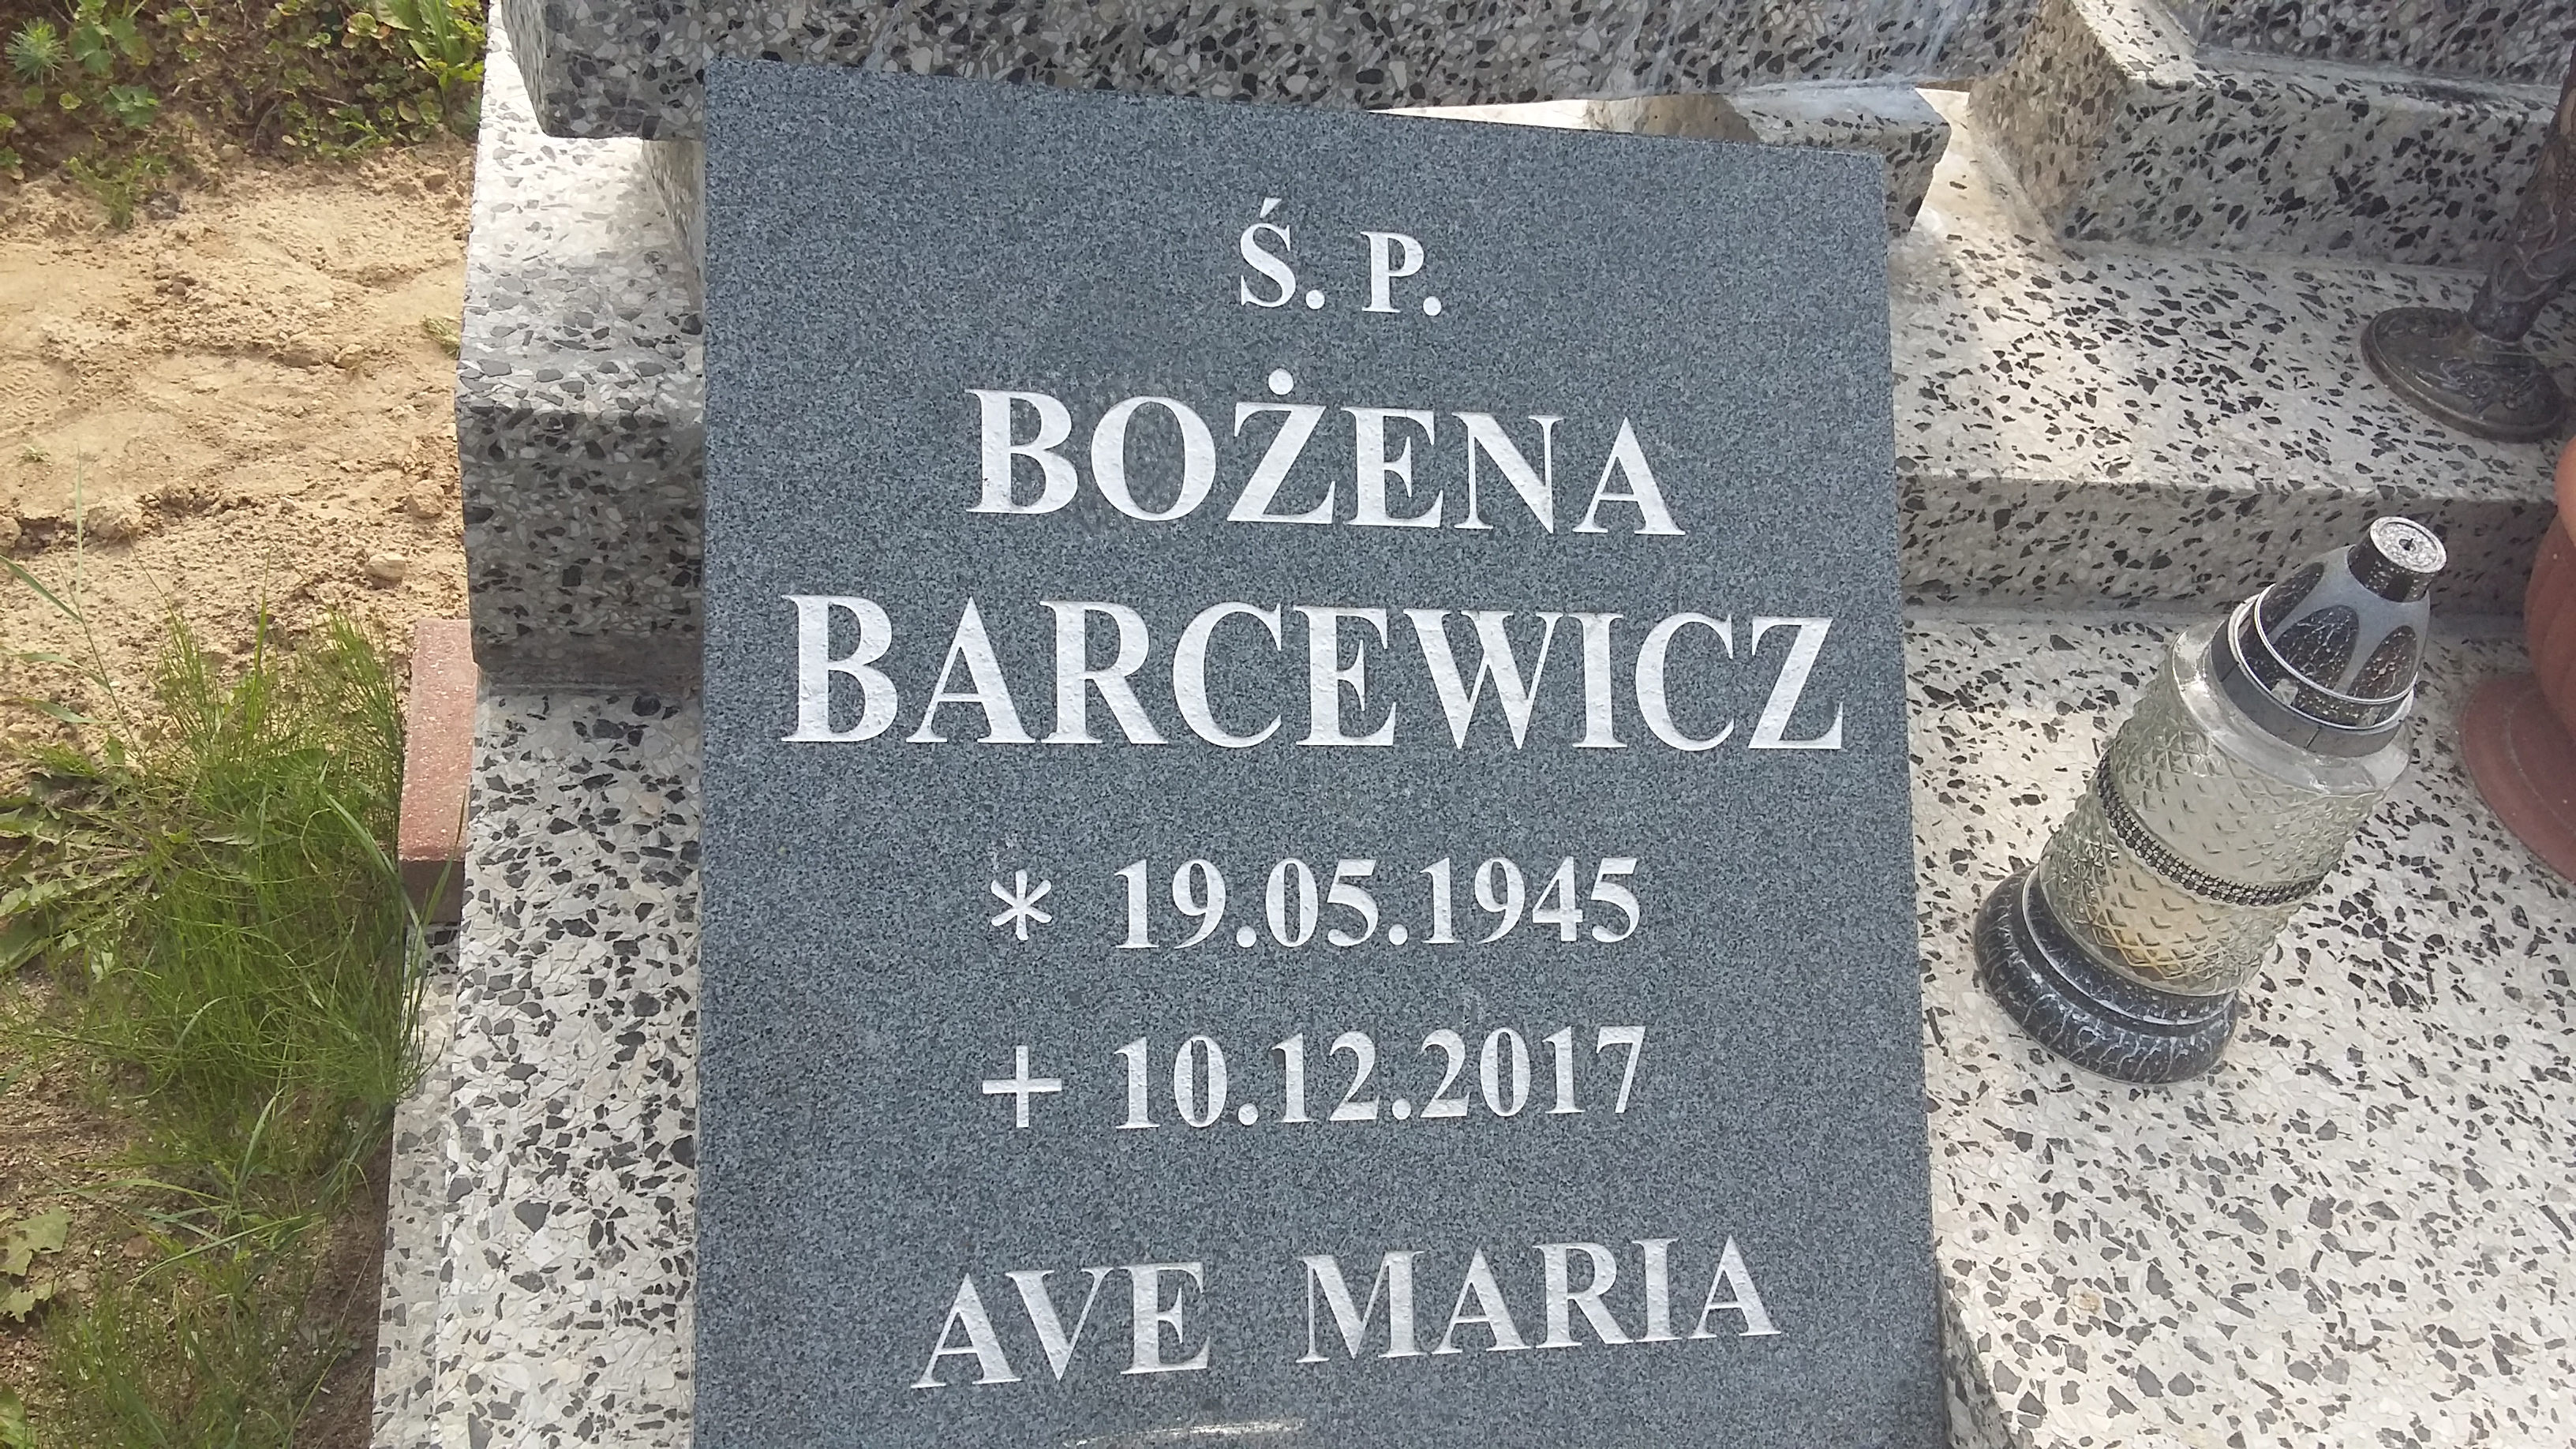 Ś. P.
BOŻENA
BARCEWICZ
* 19.05.1945
+ 10.12.2017
AVE MARIA